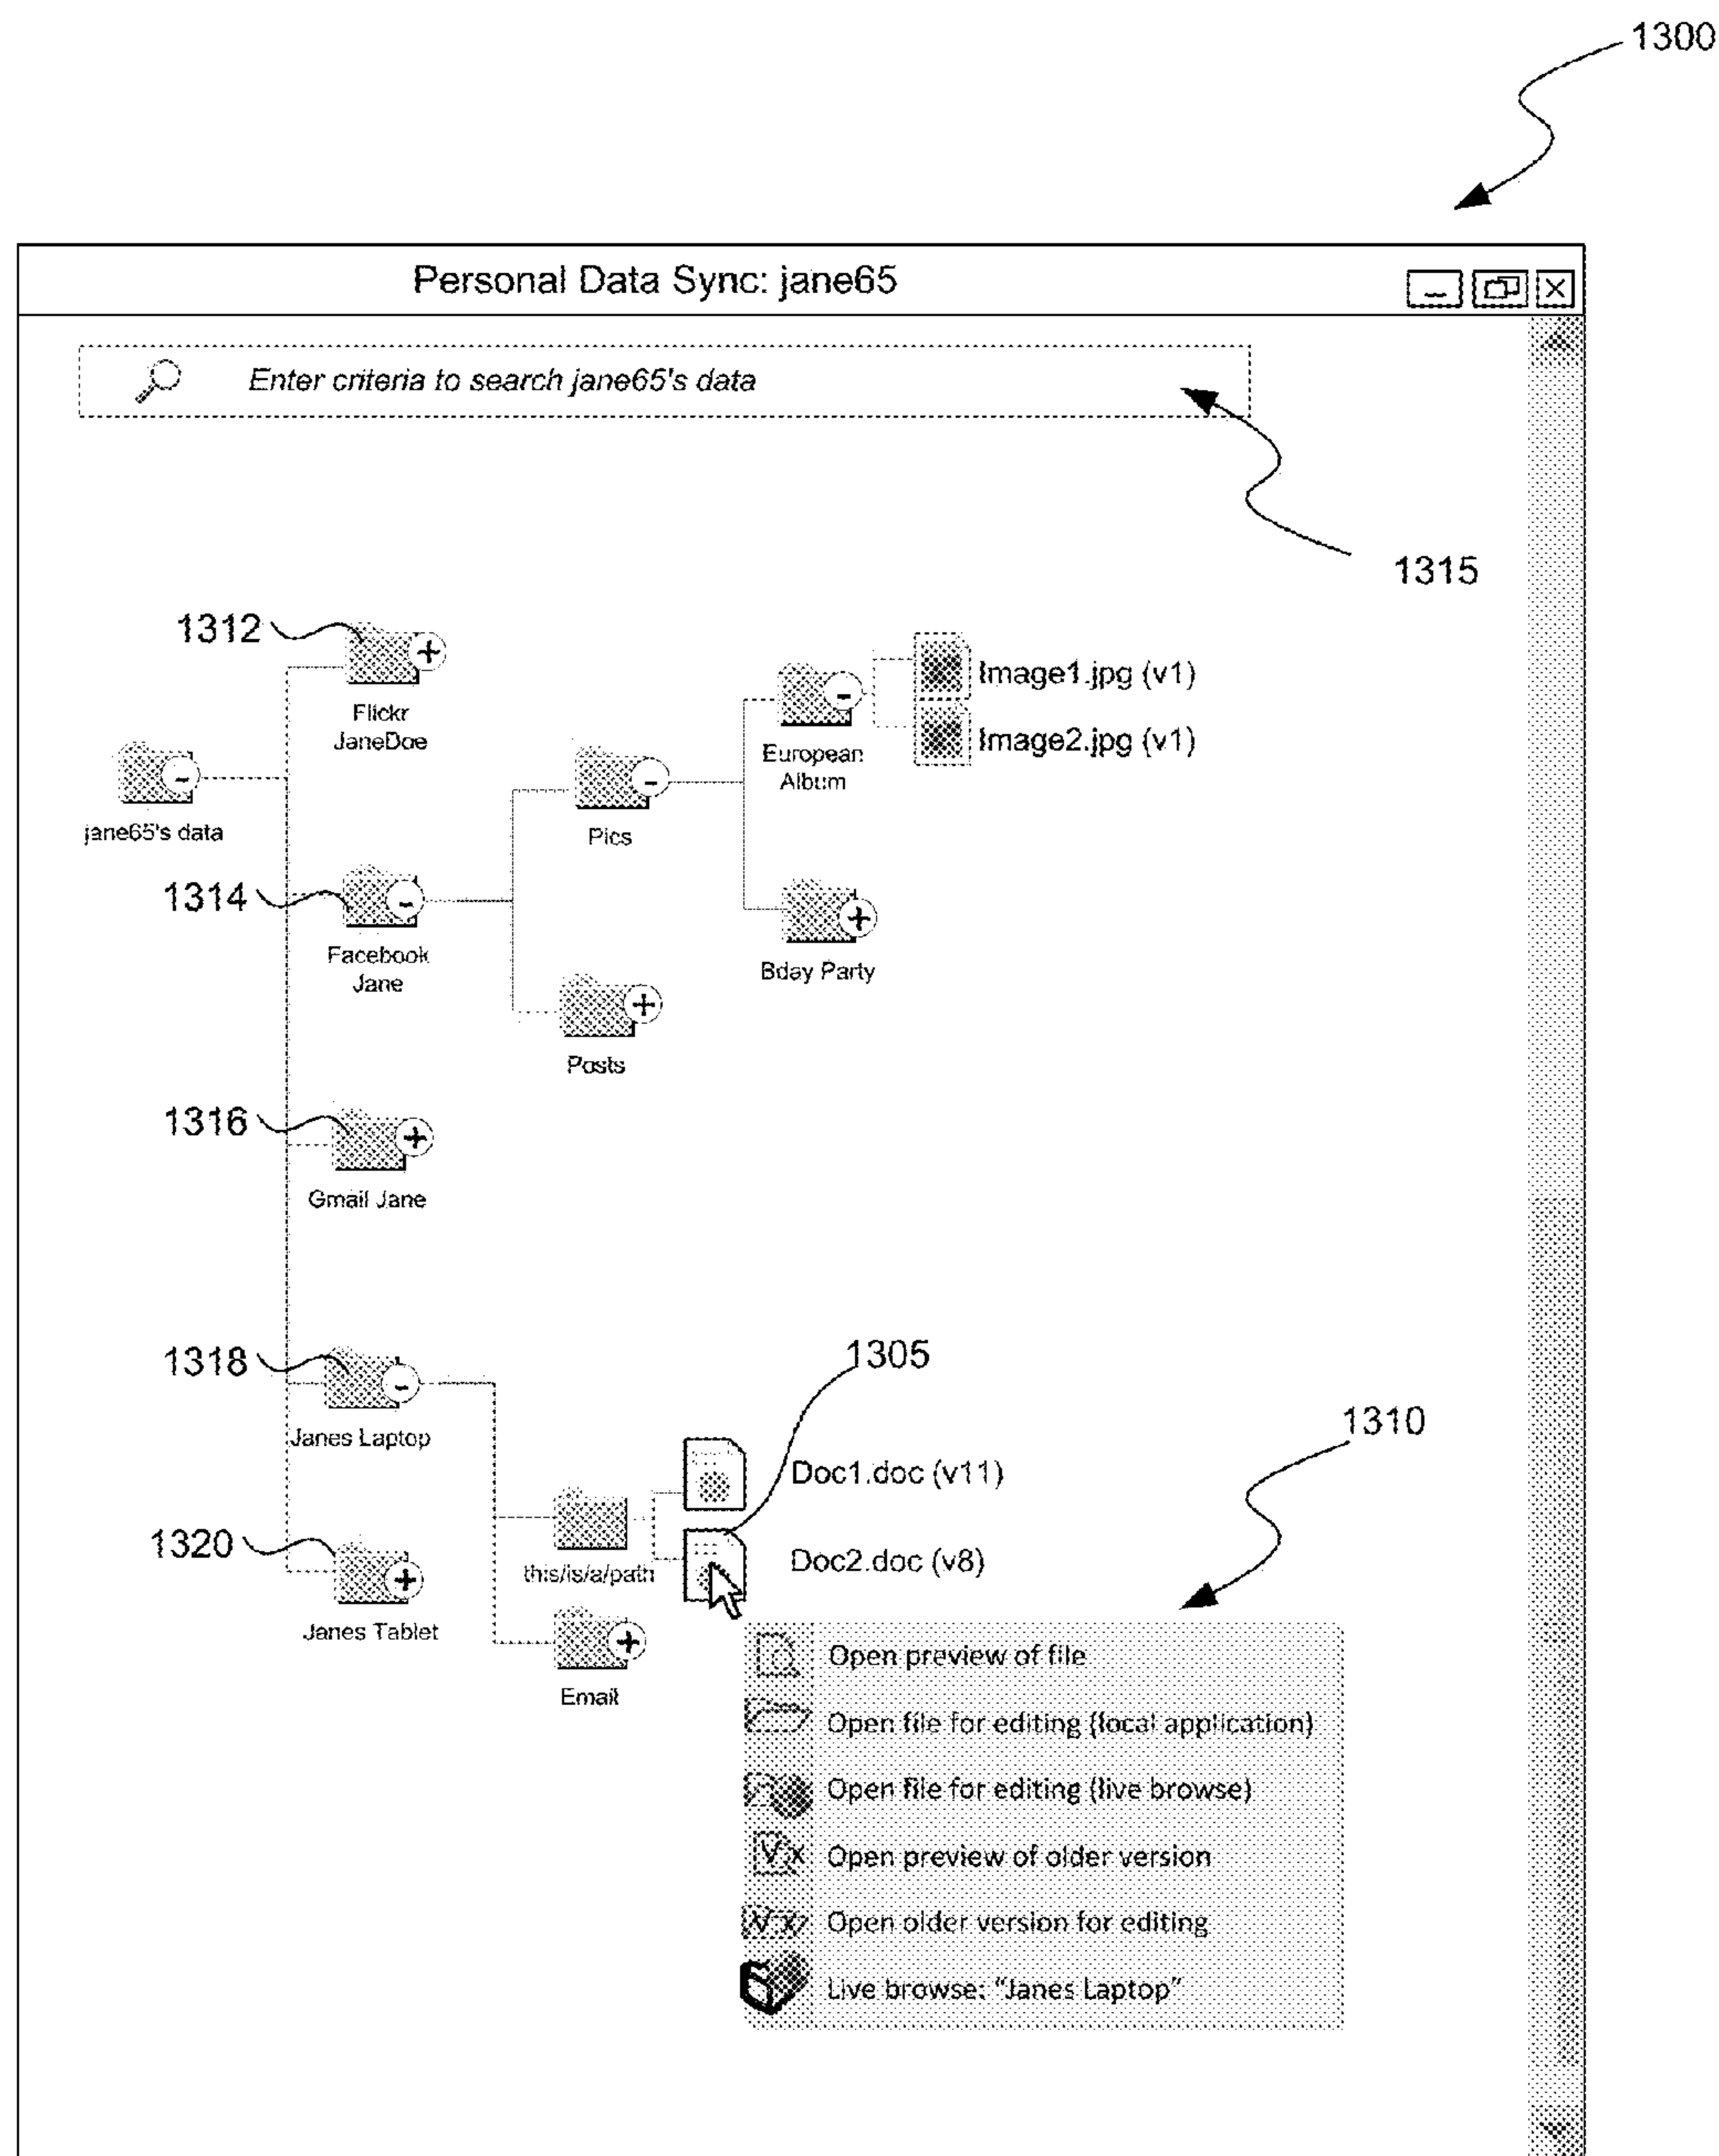 1300
Personal Data Sync: jane65
Enter criteria to search jane65's data
1315
1312
Flickr
JaneDoe
jane65's data
1314
Facebook
Jane
Pics
Posts
European
Album
Image1.jpg (v1)
Image2.jpg (v1)
Bday Party
1316
Gmail Jane
1318
Janes Laptop
1305
1310
Doc1.doc (v11)
1320
Janes Tablet
this/is/a/path
Doc2.doc (v8)
Email
Open preview of file
Open file for editing (local application)
Open file for editing (live browse)
Vx Open preview of older version
Vx Open older version for editing
Live browse: "Janes Laptop"